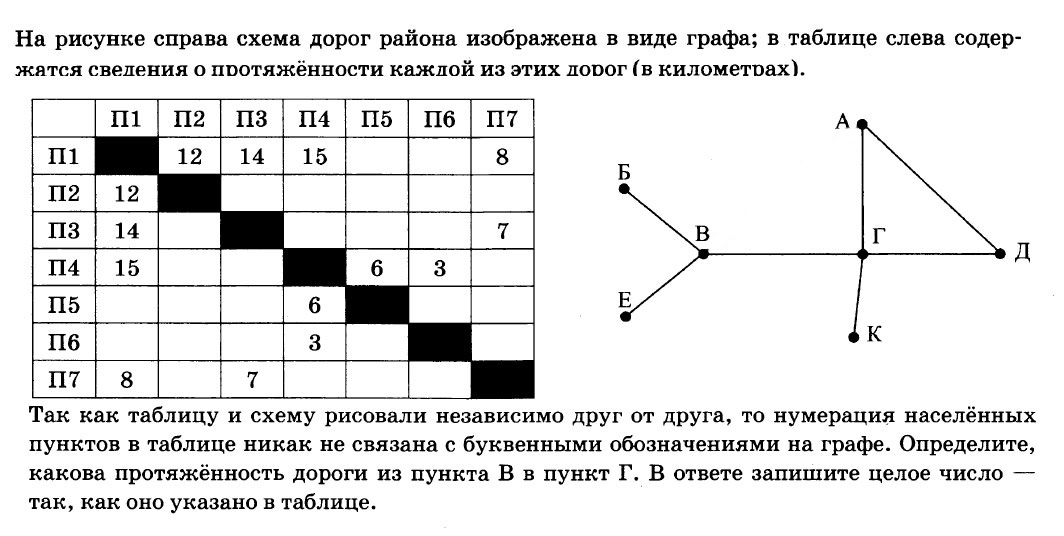 На рисунке справа схема дорог района изображена в виде графа; в таблице слева содер-
жатся сведения о протяжённости каждой из этих дорог (в километрах).
П1 П2 П3 П4 П5 П6 П7
П1 12 14 15 8
П2 12
П3 14 7
П4 15 6 3
П5 6
П6 3
П7 8 7
А
Б
В
Г
Д
Е
К
Так как таблицу и схему рисовали независимо друг от друга, то нумерация населённых
пунктов в таблице никак не связана с буквенными обозначениями на графе. Определите,
какова протяжённость дороги из пункта В в пункт Г. В ответе запишите целое число —
так, как оно указано в таблице.